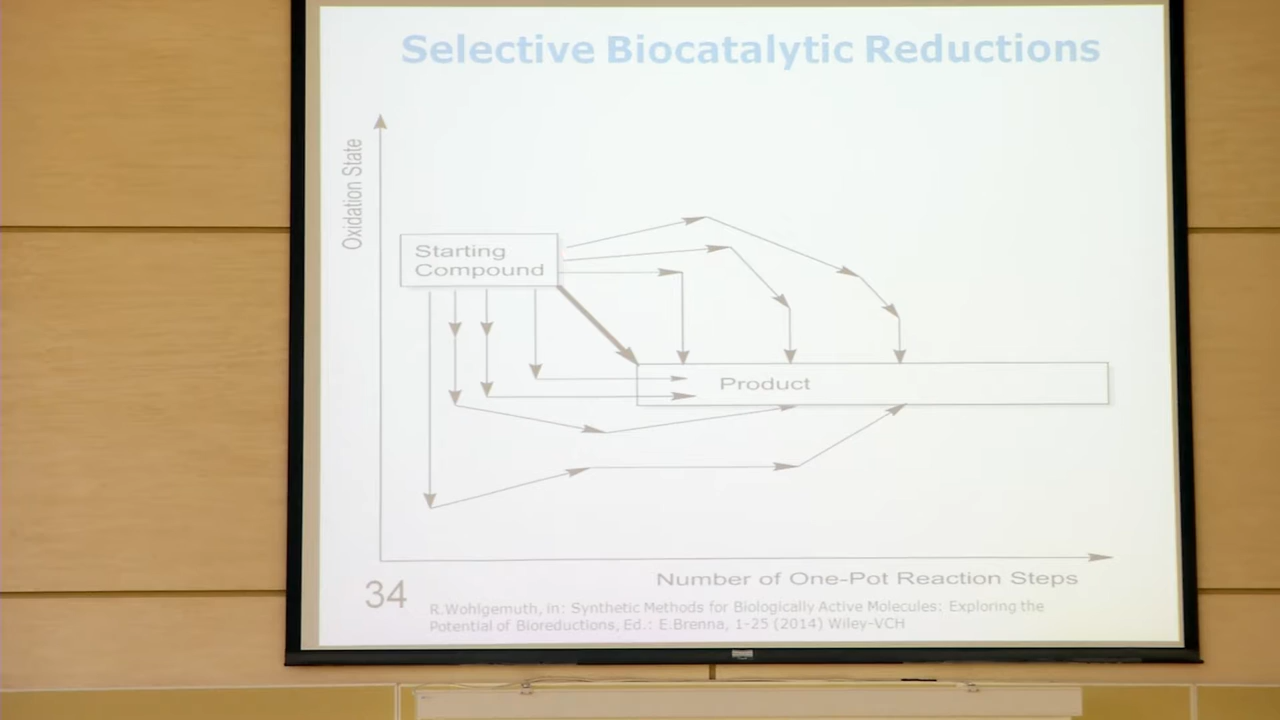 Selective Biocatalytic Reductions
Oxidation State
Starting
Compound
Product
Number of One-Pot Reaction Steps
34
R.Wohlgemuth, in: Synthetic Methods for Biologically Active Molecules: Exploring the
Potential of Bioreductions, Ed.: E.Brenna, 1-25 (2014) Wiley-VCH